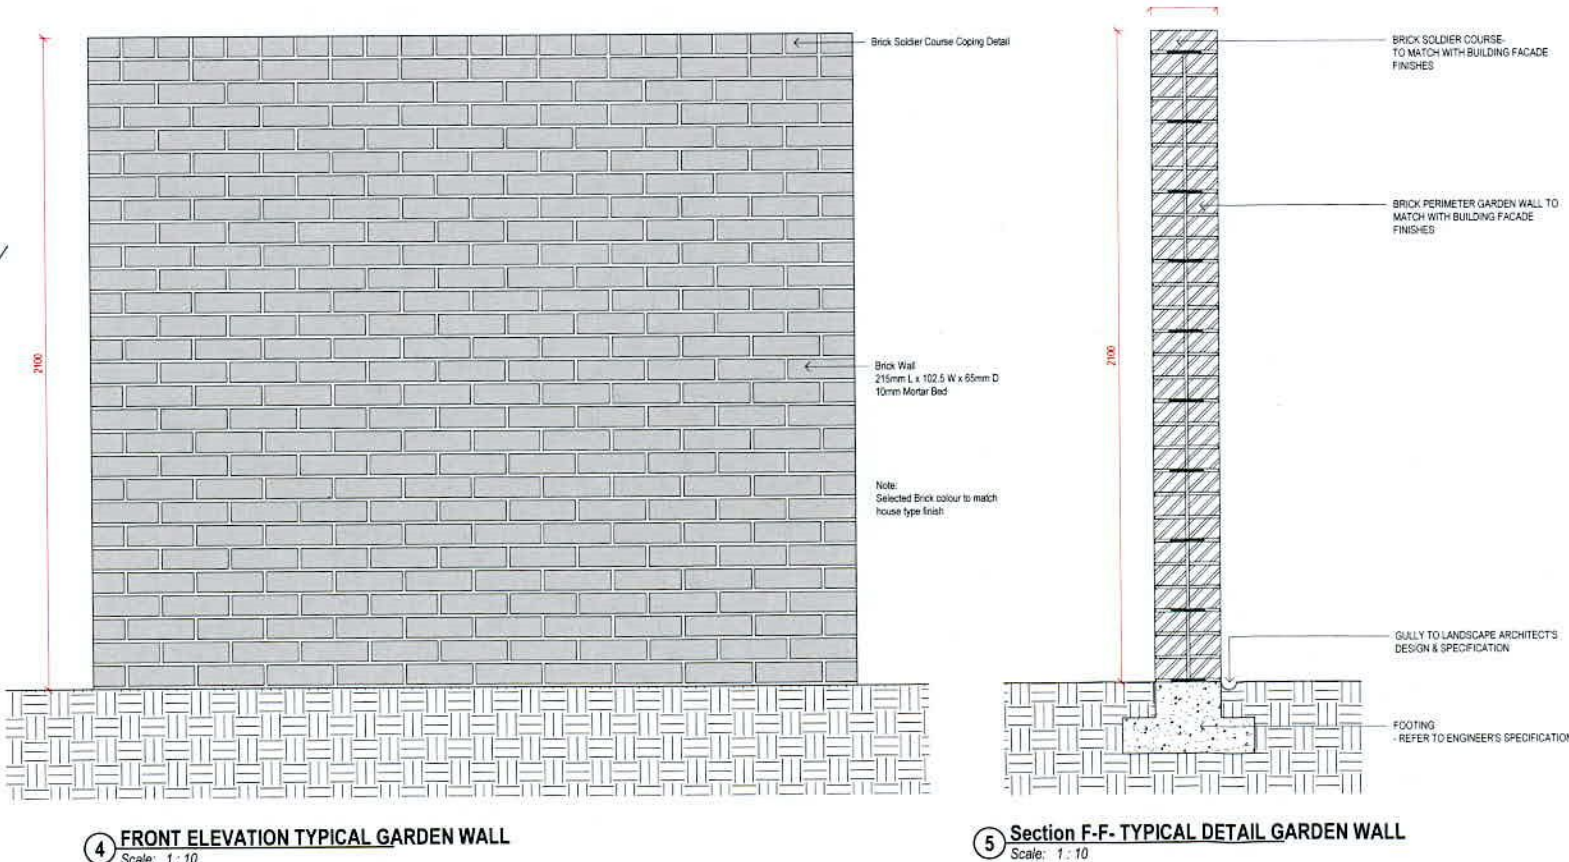 Brick Soldier Course Coping Detail
2100
Brick Wall
215mm L x 102.5 W x 65mm D
10mm Mortar Bed
Note:
Selected Brick colour to match
house type finish
4 FRONT ELEVATION TYPICAL GARDEN WALL
Scale: 1 : 10
BRICK SOLDIER COURSE-
TO MATCH WITH BUILDING FACADE
FINISHES
BRICK PERIMETER GARDEN WALL TO
MATCH WITH BUILDING FACADE
FINISHES
2100
GULLY TO LANDSCAPE ARCHITECT'S
DESIGN & SPECIFICATION
FOOTING
- REFER TO ENGINEER'S SPECIFICATION
5 Section F-F- TYPICAL DETAIL GARDEN WALL
Scale: 1 : 10